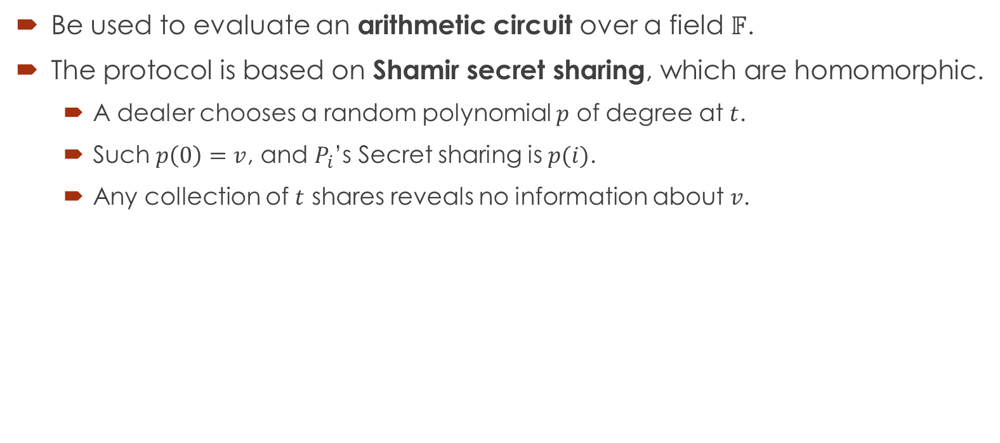 Be used to evaluate an arithmetic circuit over a field 𝔽.
The protocol is based on Shamir secret sharing, which are homomorphic.
A dealer chooses a random polynomial p of degree at t.
Such p(0) = v, and Pᵢ's Secret sharing is p(i).
Any collection of t shares reveals no information about v.